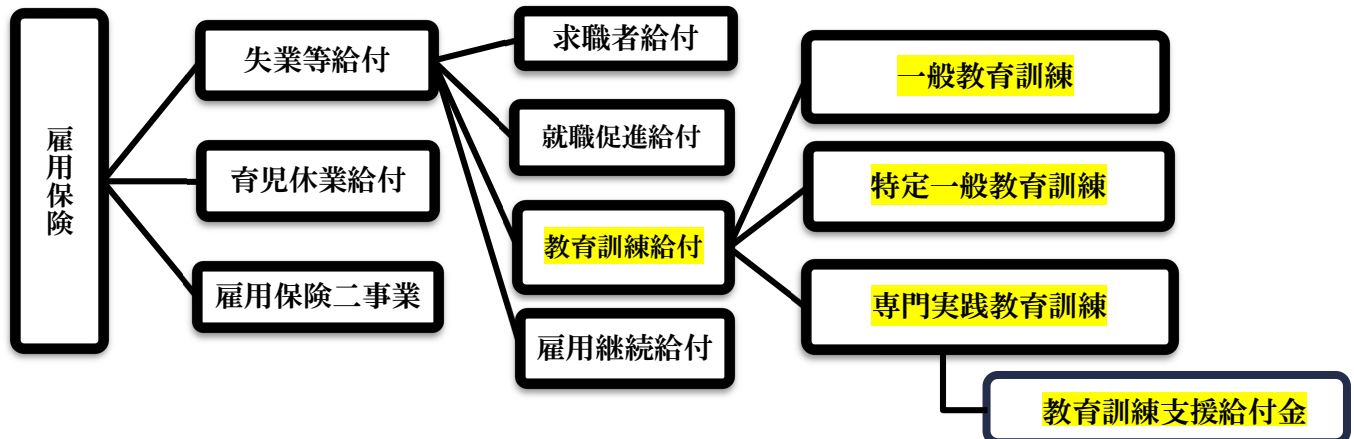 雇用保険
失業等給付
育児休業給付
雇用保険二事業
求職者給付
就職促進給付
教育訓練給付
雇用継続給付
一般教育訓練
特定一般教育訓練
専門実践教育訓練
教育訓練支援給付金